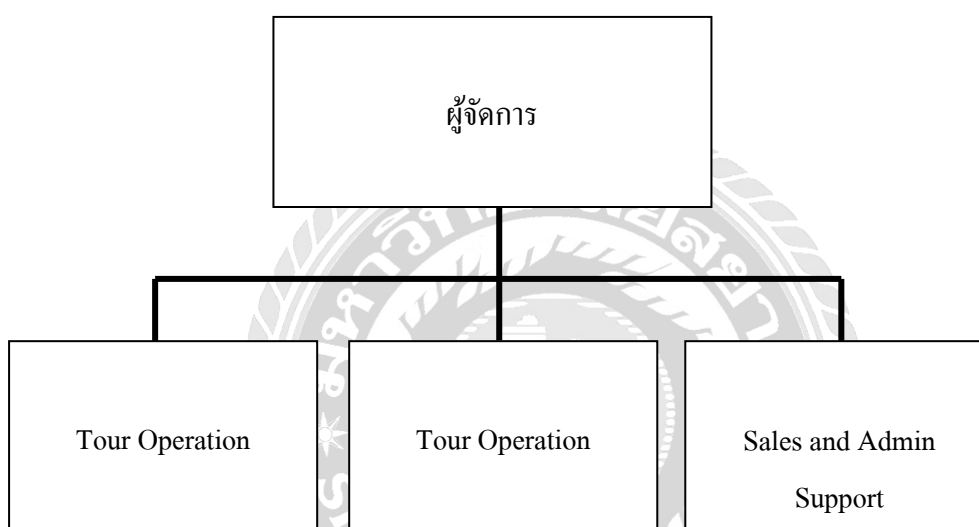 ผู้จัดการ
Tour Operation
Tour Operation
Sales and Admin
Support